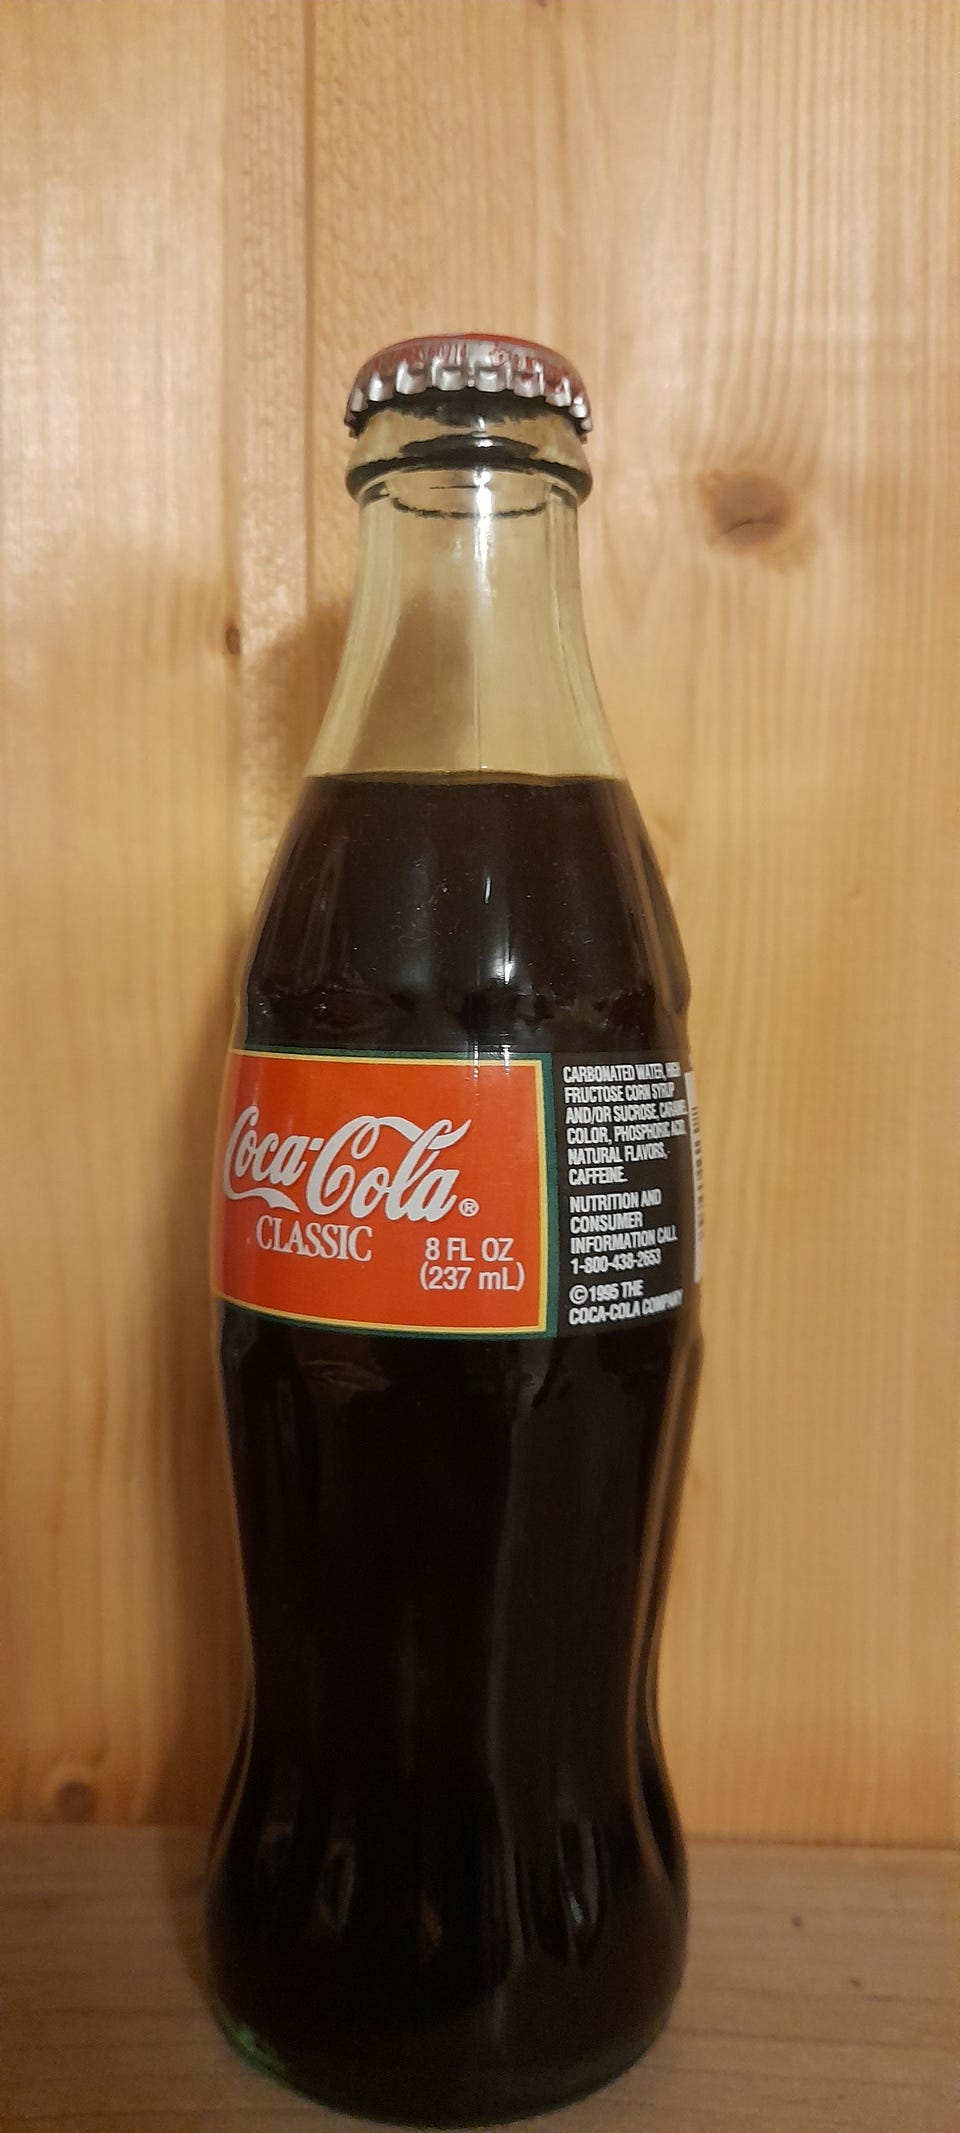 Coca-Cola®
CLASSIC
8 FL OZ
(237 mL)
CARBONATED WATER, HIGH
FRUCTOSE CORN SYRUP
AND/OR SUCROSE, CARAMEL
COLOR, PHOSPHORIC ACID,
NATURAL FLAVORS,
CAFFEINE.
NUTRITION AND
CONSUMER
INFORMATION CALL
1-800-438-2653
©1995 THE
COCA-COLA COMPANY